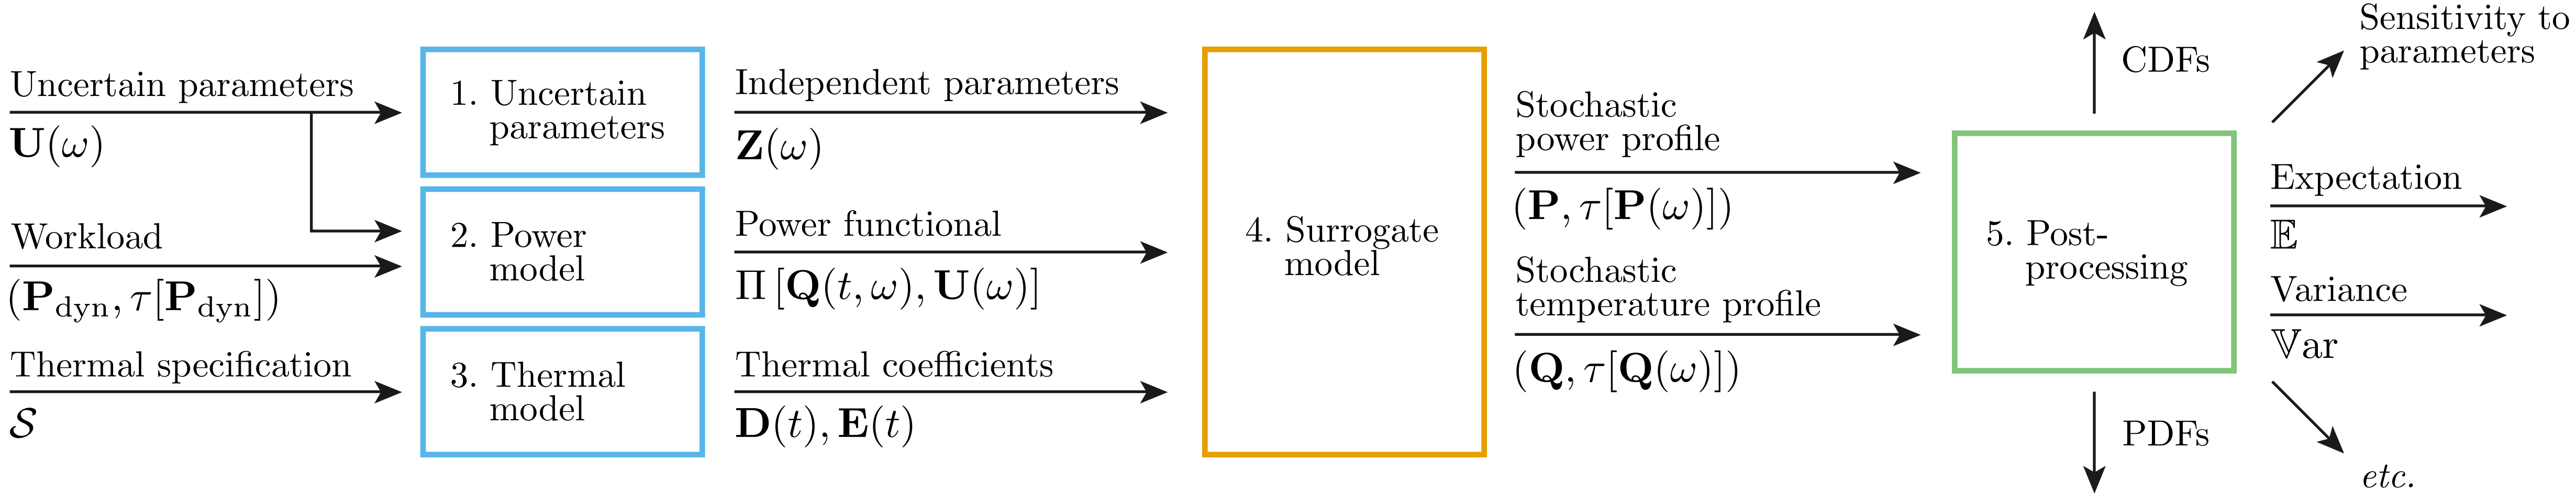 Uncertain parameters
𝐔(ω)
Workload
(𝐏dyn, τ[𝐏dyn])
Thermal specification
𝒮
1. Uncertain
parameters
2. Power
model
3. Thermal
model
Independent parameters
𝐙(ω)
Power functional
Π [𝐐(t, ω), 𝐔(ω)]
Thermal coefficients
𝐃(t), 𝐄(t)
4. Surrogate
model
Stochastic
power profile
(𝐏, τ[𝐏(ω)])
Stochastic
temperature profile
(𝐐, τ[𝐐(ω)])
5. Post-
processing
CDFs
Sensitivity to
parameters
Expectation
𝔼
Variance
𝕍ar
PDFs
etc.